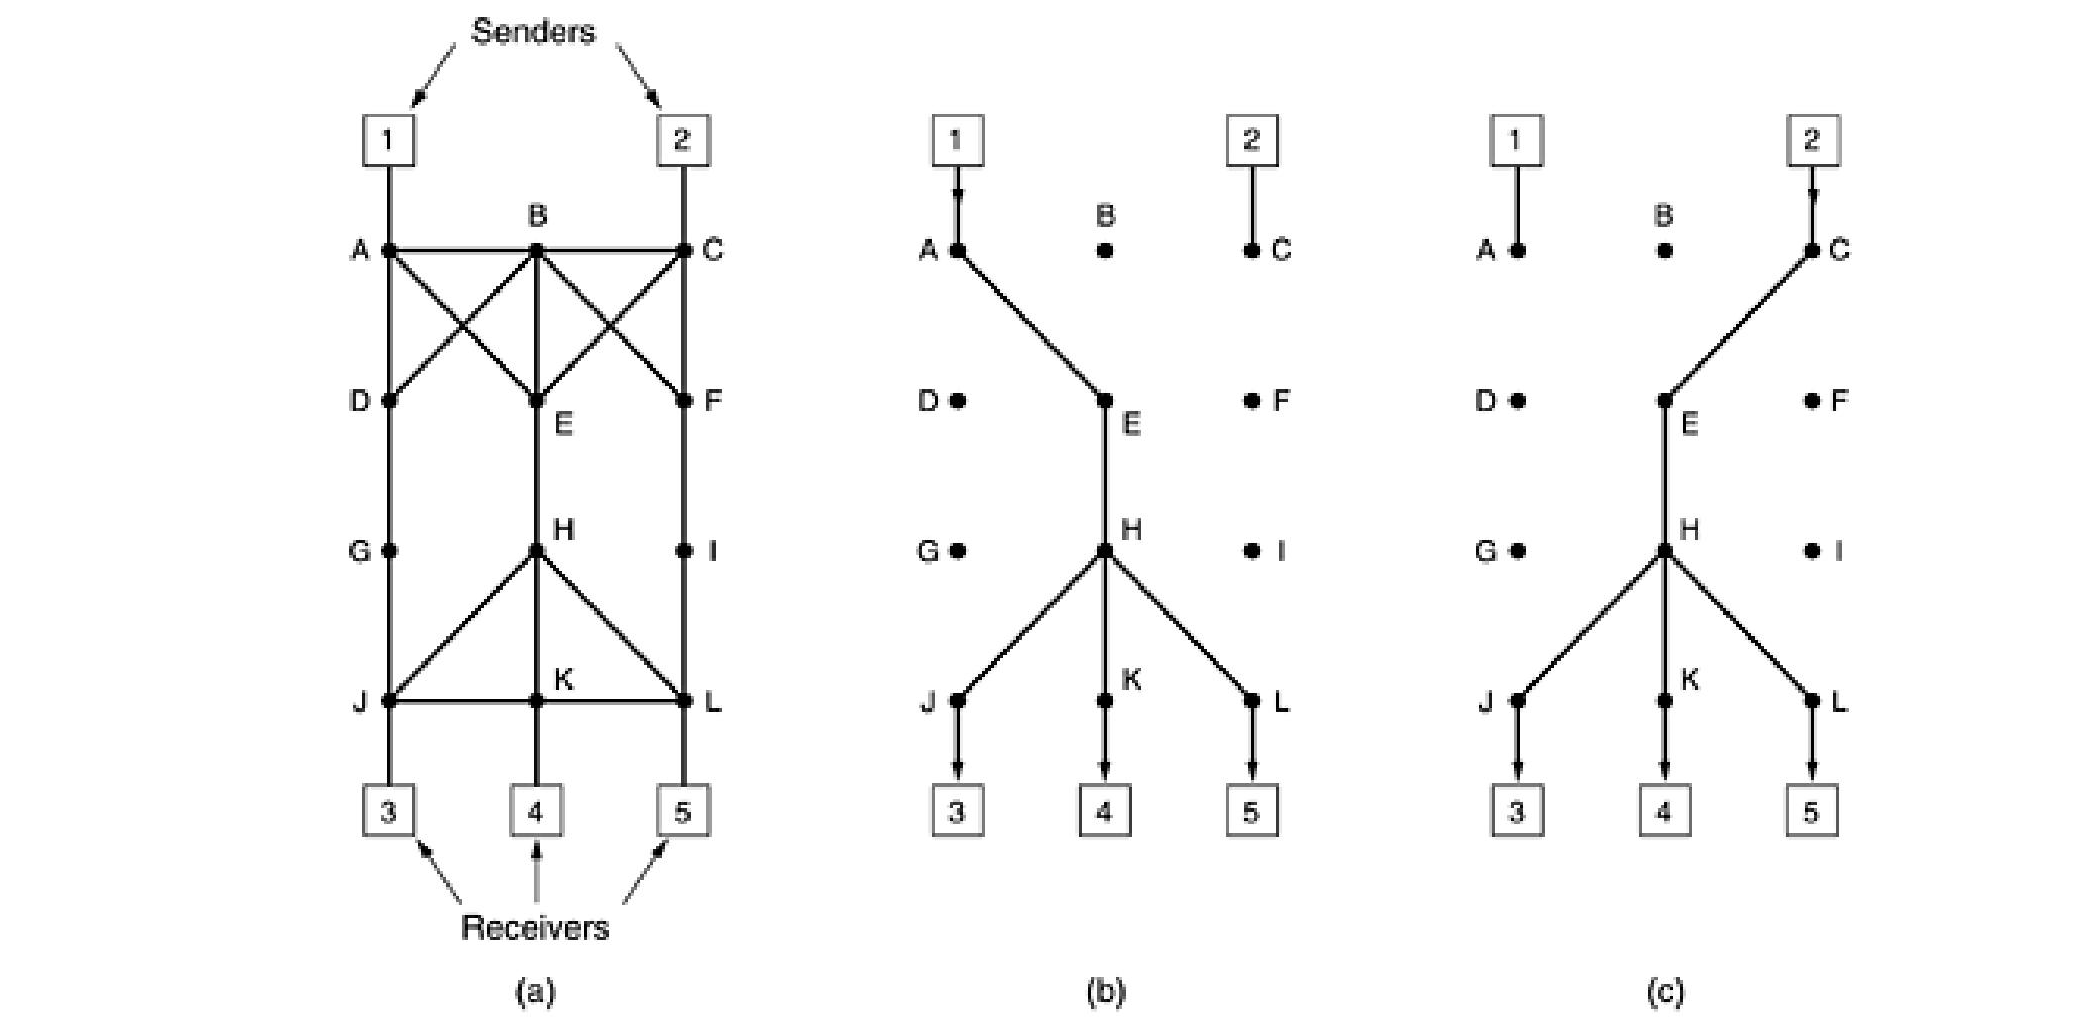 Senders
1 2 1 2 1 2
B B B
A C A C A C
D F D F D F
E E E
H H H
G I G I G I
K K K
J L J L J L
3 4 5 3 4 5 3 4 5
Receivers
(a) (b) (c)